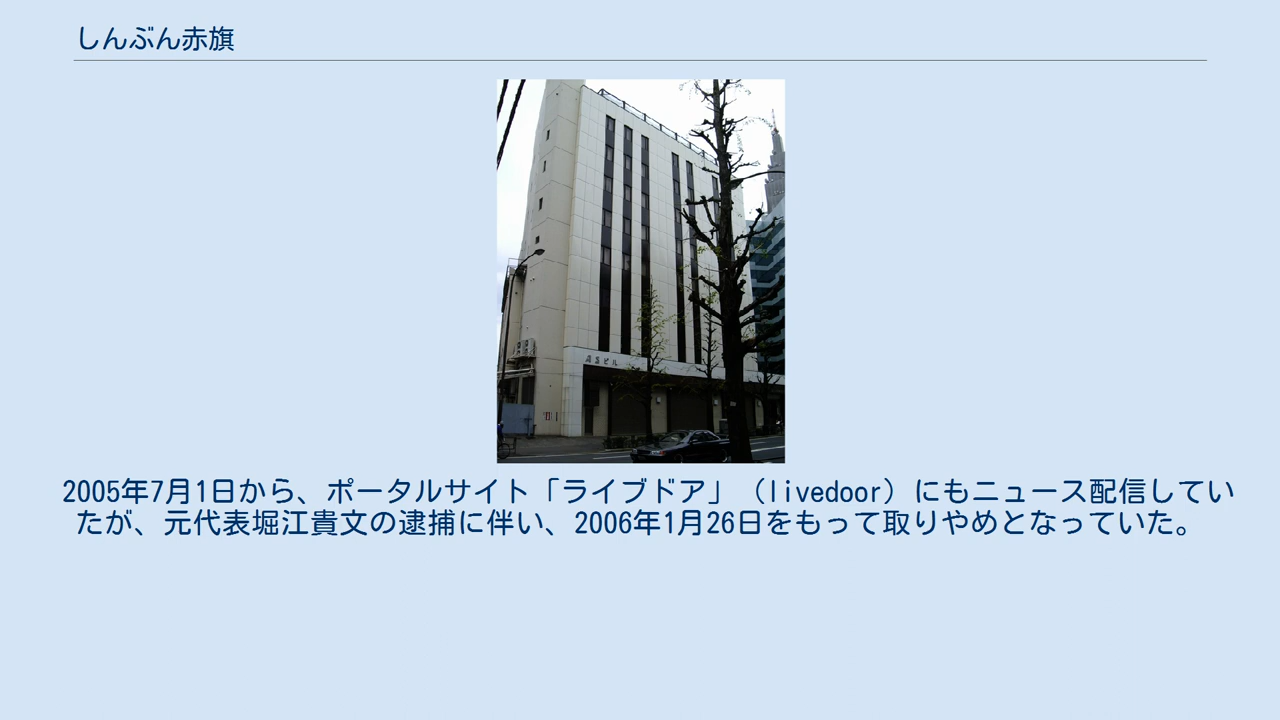 しんぶん赤旗
2005年7月1日から、ポータルサイト「ライブドア」（livedoor）にもニュース配信してい
たが、元代表堀江貴文の逮捕に伴い、2006年1月26日をもって取りやめとなっていた。